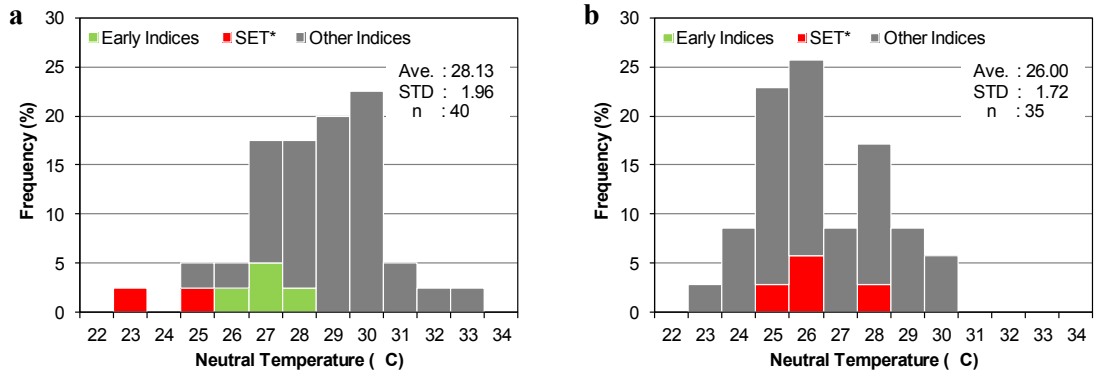 a
Early Indices SET* Other Indices
Ave. : 28.13
STD : 1.96
n : 40
Frequency (%)
30
25
20
15
10
5
0
22 23 24 25 26 27 28 29 30 31 32 33 34
Neutral Temperature ( C)
b
Early Indices SET* Other Indices
Ave. : 26.00
STD : 1.72
n : 35
Frequency (%)
30
25
20
15
10
5
0
22 23 24 25 26 27 28 29 30 31 32 33 34
Neutral Temperature ( C)